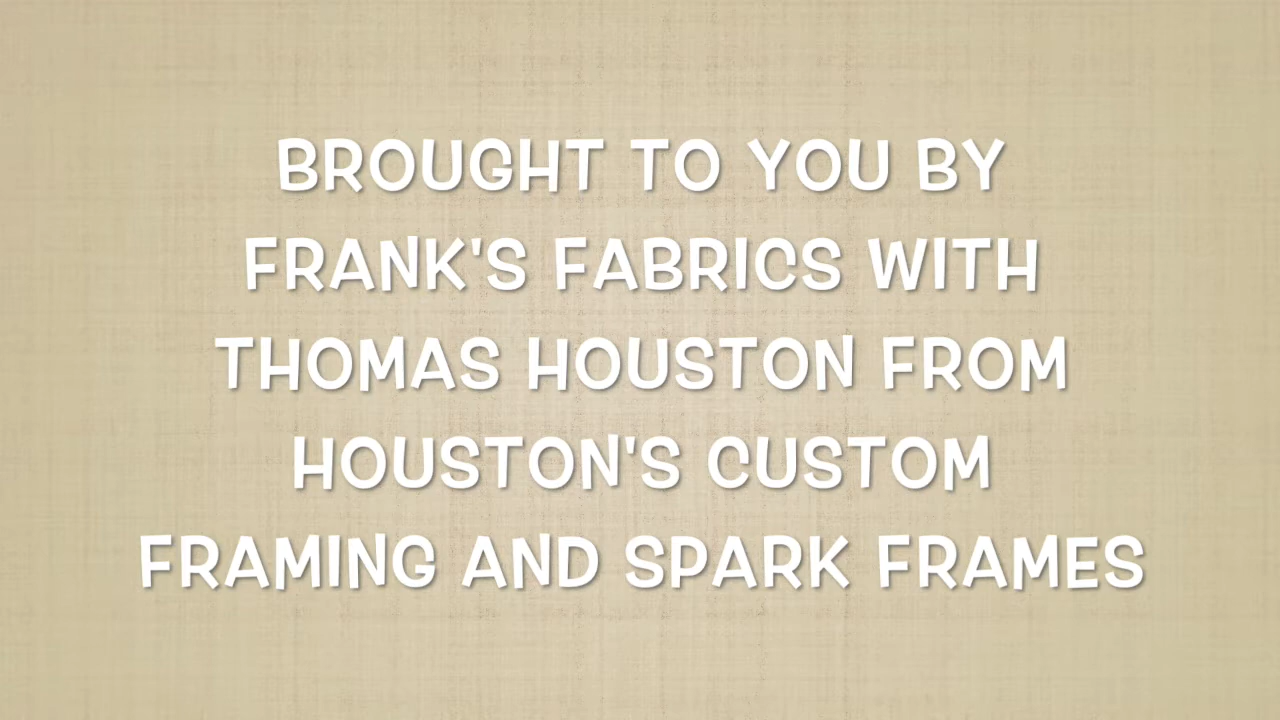 BROUGHT TO YOU BY
FRANK'S FABRICS WITH
THOMAS HOUSTON FROM
HOUSTON'S CUSTOM
FRAMING AND SPARK FRAMES